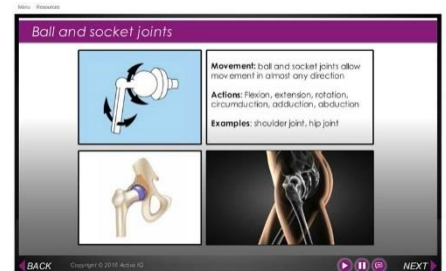 Menu Resources
Ball and socket joints
Movement: ball and socket joints allow
movement in almost any direction
Actions: Flexion, extension, rotation,
circumduction, adduction, abduction
Examples: shoulder joint, hip joint
BACK
Copyright © 2015 Active IQ
NEXT